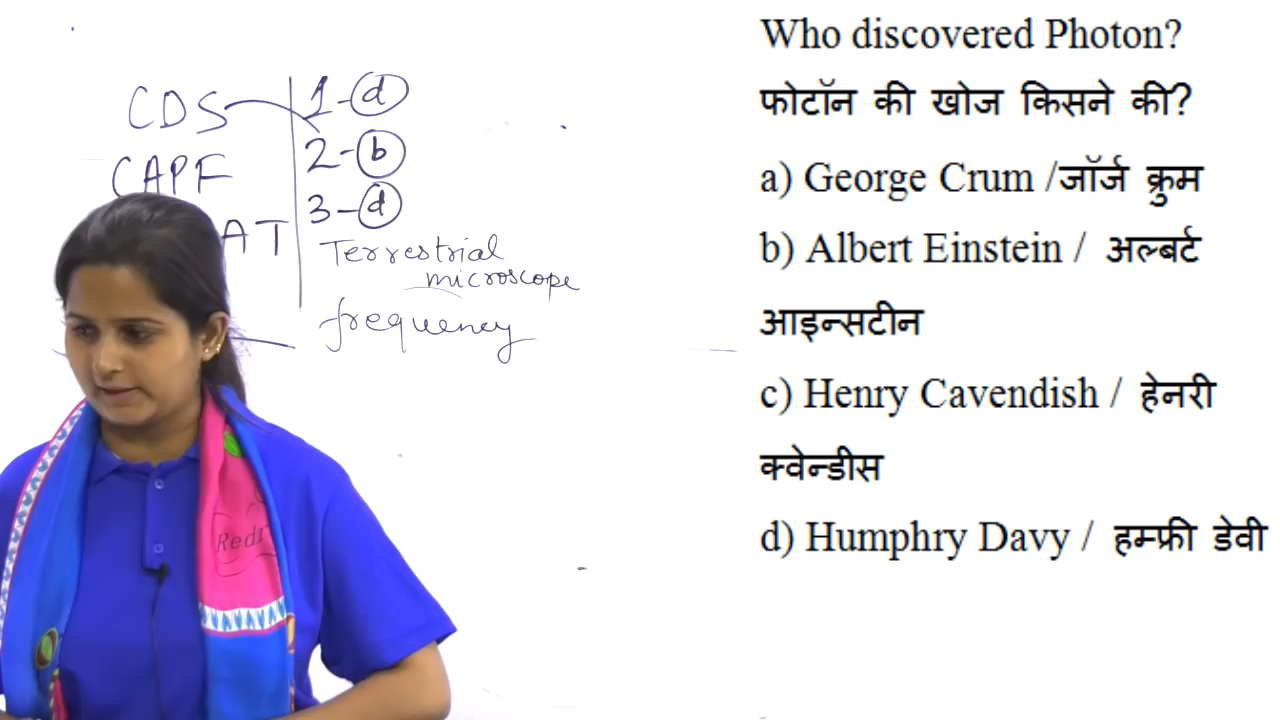 CDS
CAPF
AT
1-d
2-b
3-d
Terrestrial
microscope
frequency
Redr
Who discovered Photon?
फोटॉन की खोज किसने की?
a) George Crum /जॉर्ज क्रुम
b) Albert Einstein / अल्बर्ट
आइन्सटीन
c) Henry Cavendish / हेनरी
क्वेन्डीस
d) Humphry Davy / हम्फ्री डेवी